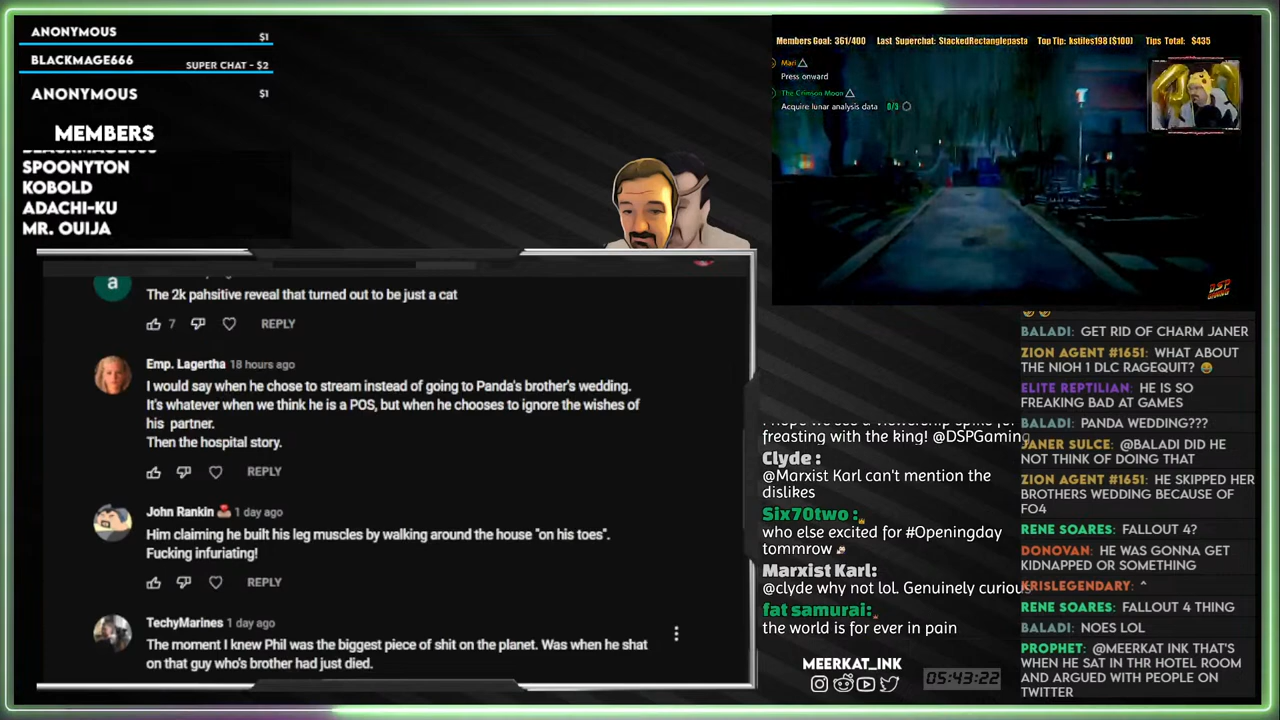 ANONYMOUS $1
BLACKMAGE666 SUPER CHAT - $2
ANONYMOUS $1
MEMBERS
SPOONYTON
KOBOLD
ADACHI-KU
MR. OUIJA
Members Goal: 361/400 Last Superchat: StackedRectanglepasta Top Tip: kstiles198 ($100) Tips Total: $435
Mari
Press onward
The Crimson Moon
Acquire lunar analysis data 0/3
DSP
GAMING
a
The 2k pahsitive reveal that turned out to be just a cat
7 REPLY
Emp. Lagertha 18 hours ago
I would say when he chose to stream instead of going to Panda's brother's wedding.
It's whatever when we think he is a POS, but when he chooses to ignore the wishes of
his partner.
Then the hospital story.
REPLY
John Rankin 1 day ago
Him claiming he built his leg muscles by walking around the house "on his toes".
Fucking infuriating!
REPLY
TechyMarines 1 day ago
The moment I knew Phil was the biggest piece of shit on the planet. Was when he shat
on that guy who's brother had just died.
freasting with the king! @DSPGaming
Clyde :
@Marxist Karl can't mention the
dislikes
Six70two :
who else excited for #Openingday
tommrow
Marxist Karl:
@clyde why not lol. Genuinely curious
fat samurai:
the world is for ever in pain
MEERKAT_INK
05:43:22
BALADI: GET RID OF CHARM JANER
ZION AGENT #1651: WHAT ABOUT
THE NIOH 1 DLC RAGEQUIT?
ELITE REPTILIAN: HE IS SO
FREAKING BAD AT GAMES
BALADI: PANDA WEDDING???
JANER SULCE: @BALADI DID HE
NOT THINK OF DOING THAT
ZION AGENT #1651: HE SKIPPED HER
BROTHERS WEDDING BECAUSE OF
FO4
RENE SOARES: FALLOUT 4?
DONOVAN: HE WAS GONNA GET
KIDNAPPED OR SOMETHING
KRISLEGENDARY: ^
RENE SOARES: FALLOUT 4 THING
BALADI: NOES LOL
PROPHET: @MEERKAT INK THAT'S
WHEN HE SAT IN THR HOTEL ROOM
AND ARGUED WITH PEOPLE ON
TWITTER